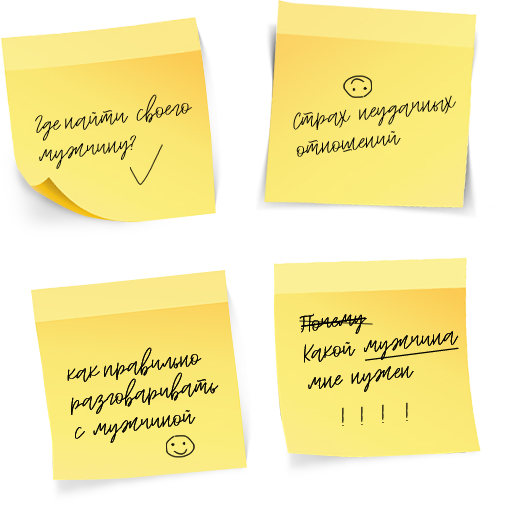 Где найти своего
мужчину?
Страх неудачных
отношений
как правильно
разговаривать
с мужчиной
Почему
Какой мужчина
мне нужен
! ! ! !